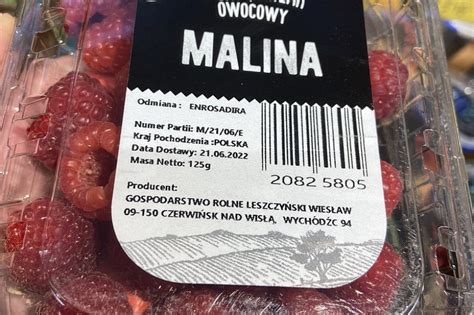 OWOCOWY
MALINA
Odmiana : ENROSADIRA
Numer Partii: M/21/06/E
Kraj Pochodzenia :POLSKA
Data Dostawy: 21.06.2022
Masa Netto: 125g
2082 5805
Producent:
GOSPODARSTWO ROLNE LESZCZYŃSKI WIESŁAW
09-150 CZERWIŃSK NAD WISŁĄ, WYCHÓDŹC 94